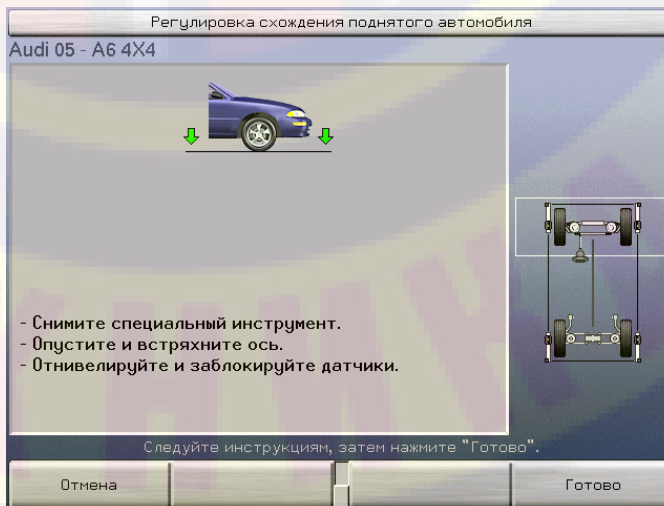 Регулировка схождения поднятого автомобиля
Audi 05 - A6 4X4
- Снимите специальный инструмент.
- Опустите и встряхните ось.
- Отнивелируйте и заблокируйте датчики.
Следуйте инструкциям, затем нажмите "Готово".
Отмена
Готово